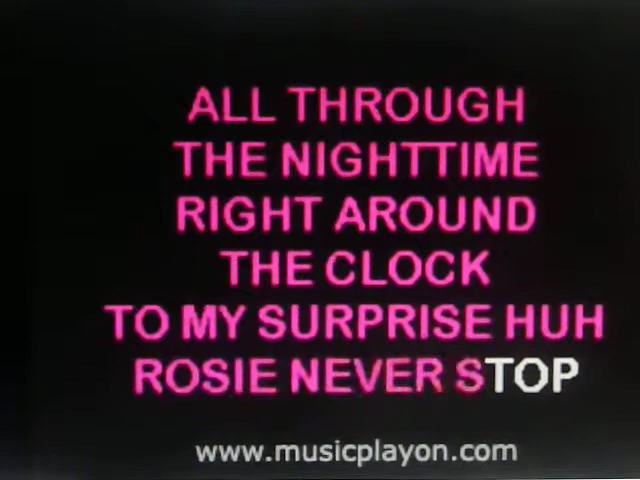 ALL THROUGH
THE NIGHTTIME
RIGHT AROUND
THE CLOCK
TO MY SURPRISE HUH
ROSIE NEVER STOP
www.musicplayon.com